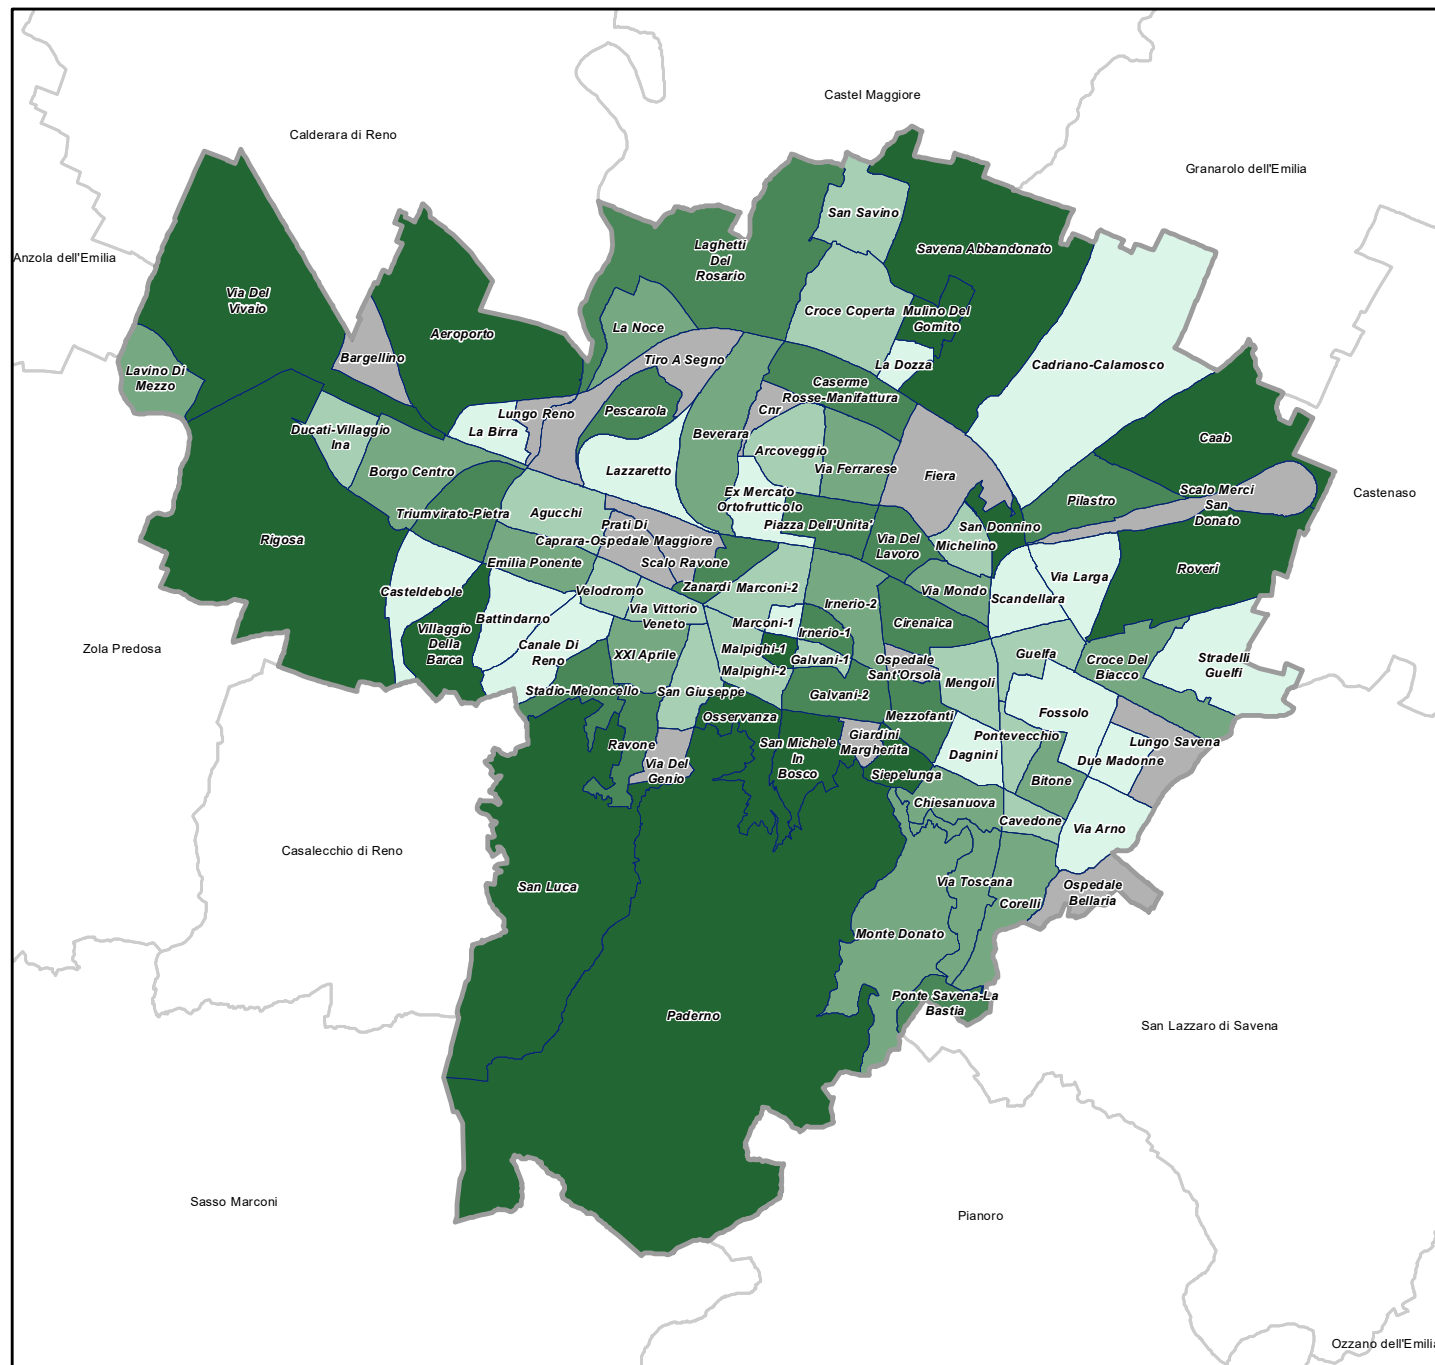 Castel Maggiore
Calderara di Reno
Granarolo dell'Emilia
San Savino
Savena Abbandonato
Laghetti
Del
Rosario
Anzola dell'Emilia
Via Del
Vivaio
Aeroporto
La Noce
Croce Coperta
Mulino Del
Gomito
Bargellino
Tiro A Segno
La Dozza
Cadriano-Calamosco
Lavino Di
Mezzo
Caserme
Rosse-Manifattura
Lungo Reno
La Birra
Pescarola
Cnr
Ducati-Villaggio
Ina
Beverara
Arcoveggio
Caab
Borgo Centro
Lazzaretto
Via Ferrarese
Fiera
Scalo Merci
San
Donato
Castenaso
Ex Mercato
Ortofrutticolo
Pilastro
Triumvirato-Pietra
Agucchi
Prati Di
Caprara-Ospedale Maggiore
Piazza Dell'Unita'
San Donnino
Rigosa
Via Del
Lavoro
Michelino
Emilia Ponente
Scalo Ravone
Roveri
Via Larga
Casteldebole
Velodromo
Zanardi
Marconi-2
Via Mondo
Scandellara
Battindarno
Via Vittorio
Veneto
Irnerio-2
Marconi-1
Irnerio-1
Cirenaica
Villaggio
Della
Barca
Canale Di
Reno
XXI Aprile
Malpighi-1
Galvani-1
Ospedale
Sant'Orsola
Guelfa
Croce Del
Biacco
Stradelli
Guelfi
Zola Predosa
Malpighi-2
Mengoli
Stadio-Meloncello
San Giuseppe
Galvani-2
Osservanza
Mezzofanti
Fossolo
San Michele
In
Bosco
Giardini
Margherita
Pontevecchio
Lungo Savena
Ravone
Dagnini
Due Madonne
Via Del
Genio
Siepelunga
Bitone
Chiesanuova
Cavedone
Via Arno
Casalecchio di Reno
San Luca
Via Toscana
Ospedale
Bellaria
Corelli
Monte Donato
Ponte Savena-La
Bastia
Paderno
San Lazzaro di Savena
Sasso Marconi
Pianoro
Ozzano dell'Emilia